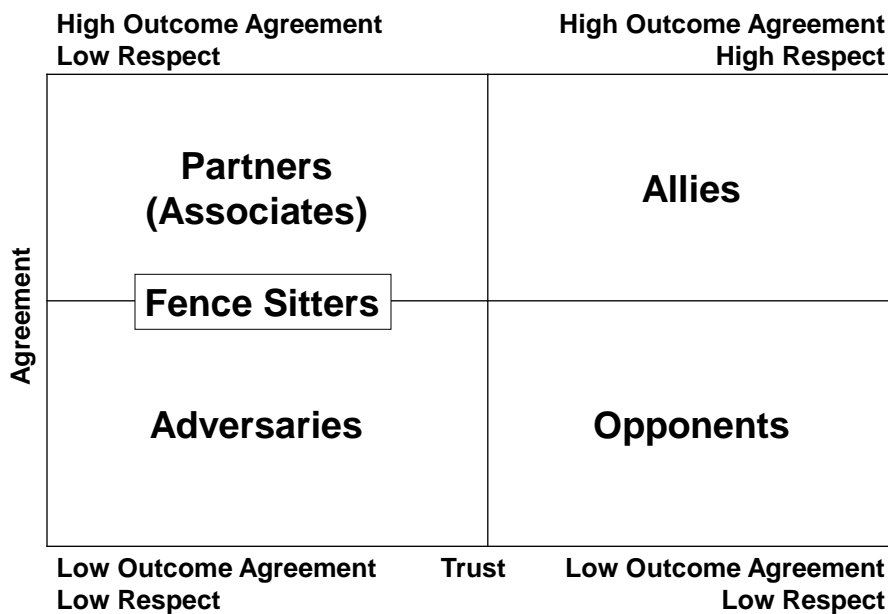 High Outcome Agreement
Low Respect
High Outcome Agreement
High Respect
Partners
(Associates)
Allies
Agreement
Fence Sitters
Adversaries
Opponents
Low Outcome Agreement
Low Respect
Trust
Low Outcome Agreement
Low Respect